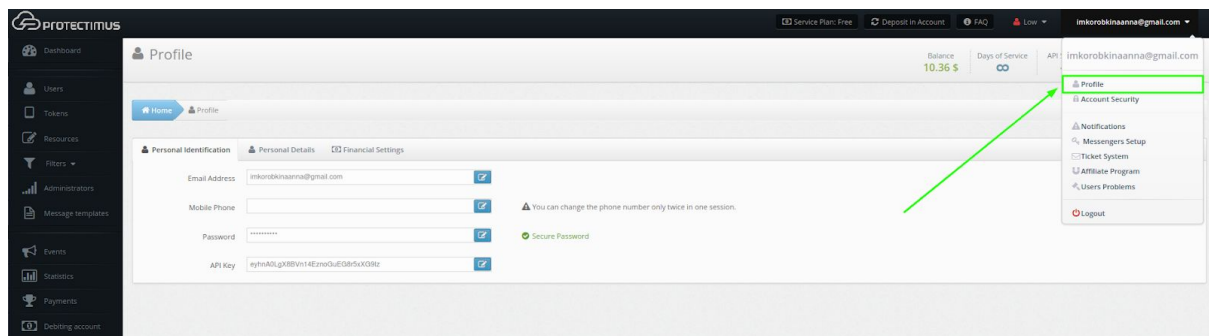 PROTECTIMUS
Service Plan: Free
Deposit in Account
FAQ
Low
imkorobkinaanna@gmail.com
Dashboard
Users
Tokens
Resources
Filters
Administrators
Message templates
Events
Statistics
Payments
Debiting account
Profile
Balance
10.36 $
Days of Service
∞
API
imkorobkinaanna@gmail.com
Profile
Account Security
Notifications
Messengers Setup
Ticket System
Affiliate Program
Users Problems
Logout
Home
Profile
Personal Identification
Personal Details
Financial Settings
Email Address
imkorobkinaanna@gmail.com
Mobile Phone
You can change the phone number only twice in one session.
Password
**********
Secure Password
API Key